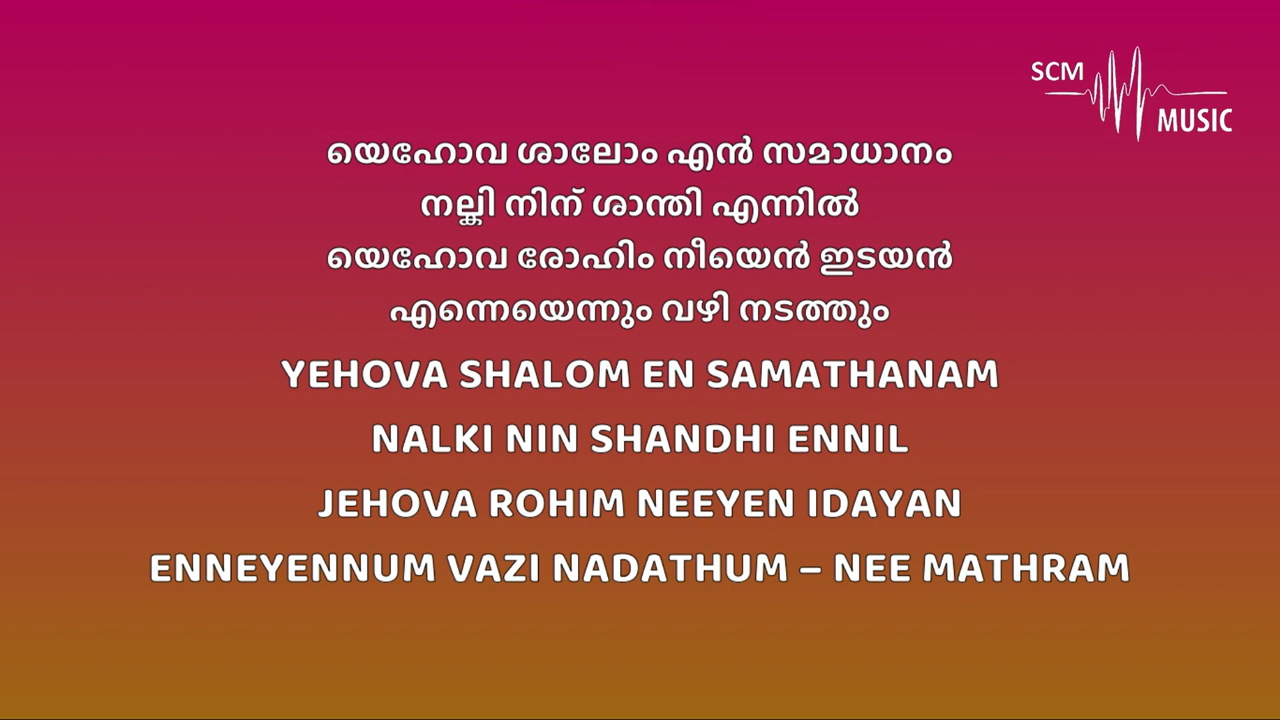 SCM
MUSIC
യെഹോവ ശാലോം എൻ സമാധാനം
നല്കി നിന് ശാന്തി എന്നിൽ
യെഹോവ രോഹിം നീയെൻ ഇടയൻ
എന്നെയെന്നും വഴി നടത്തും
YEHOVA SHALOM EN SAMATHANAM
NALKI NIN SHANDHI ENNIL
JEHOVA ROHIM NEEYEN IDAYAN
ENNEYENNUM VAZI NADATHUM – NEE MATHRAM